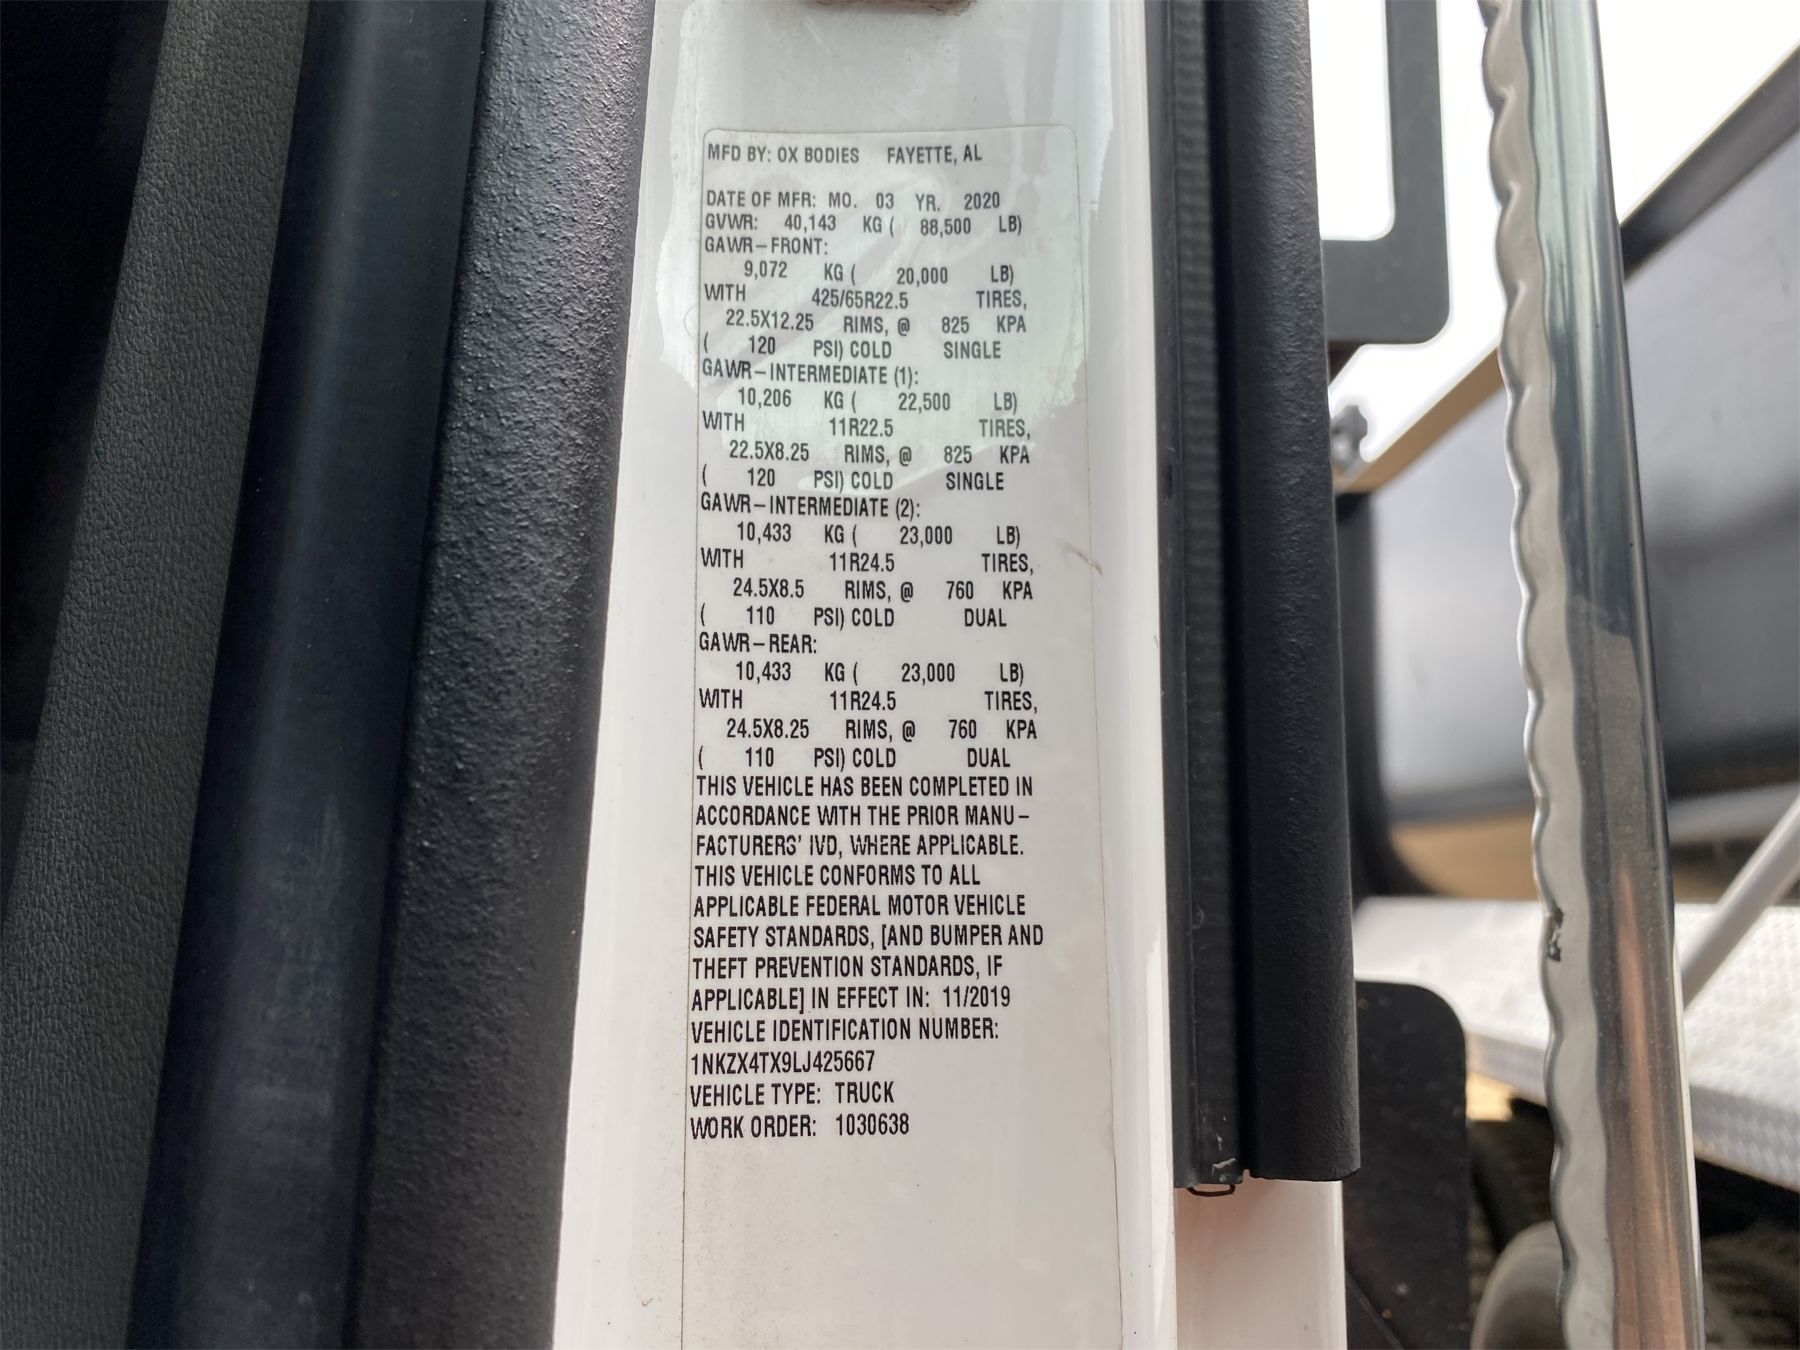 MFD BY: OX BODIES FAYETTE, AL
DATE OF MFR: MO. 03 YR. 2020
GVWR: 40,143 KG ( 88,500 LB)
GAWR-FRONT:
9,072 KG ( 20,000 LB)
WITH 425/65R22.5 TIRES,
22.5X12.25 RIMS, @ 825 KPA
( 120 PSI) COLD SINGLE
GAWR-INTERMEDIATE (1):
10,206 KG ( 22,500 LB)
WITH 11R22.5 TIRES,
22.5X8.25 RIMS, @ 825 KPA
( 120 PSI) COLD SINGLE
GAWR-INTERMEDIATE (2):
10,433 KG ( 23,000 LB)
WITH 11R24.5 TIRES,
24.5X8.5 RIMS, @ 760 KPA
( 110 PSI) COLD DUAL
GAWR-REAR:
10,433 KG ( 23,000 LB)
WITH 11R24.5 TIRES,
24.5X8.25 RIMS, @ 760 KPA
( 110 PSI) COLD DUAL
THIS VEHICLE HAS BEEN COMPLETED IN
ACCORDANCE WITH THE PRIOR MANU-
FACTURERS' IVD, WHERE APPLICABLE.
THIS VEHICLE CONFORMS TO ALL
APPLICABLE FEDERAL MOTOR VEHICLE
SAFETY STANDARDS, [AND BUMPER AND
THEFT PREVENTION STANDARDS, IF
APPLICABLE] IN EFFECT IN: 11/2019
VEHICLE IDENTIFICATION NUMBER:
1NKZX4TX9LJ425667
VEHICLE TYPE: TRUCK
WORK ORDER: 1030638